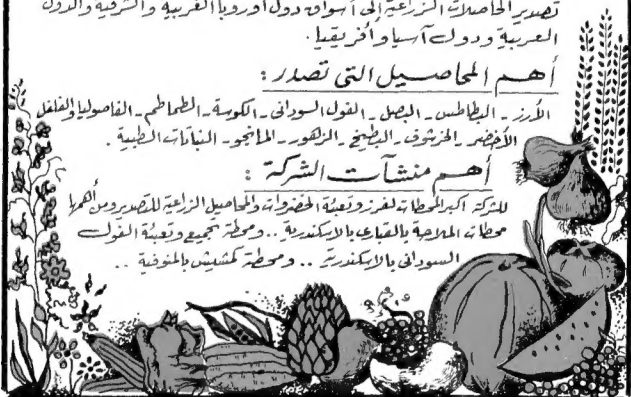 تصدير الحاصلات الزراعية إلى أسواق دول أوروبا الغربية والشرقية والدول
العربية ودول آسيا وأفريقيا .
أهم المحاصيل التى تصدر :
الأرز - البطاطس - البصل - الفول السودانى - الكوسة - الطماطم - الفاصوليا والفلفل
الأخضر - الخرشوف - البطيخ - الزهور - المانجو - النباتات الطبية .
أهم منشآت الشركة :
للشركة اكبر المحطات لفرز وتعبئة الخضروات والمحاصيل الزراعية للتصدير ومن أهمها
محطات الملاحة بالقبارى بالاسكندرية .. ومحطة تجميع وتعبئة الفول
السودانى بالاسكندرية .. ومحطة كمشيش بالمنوفية ..